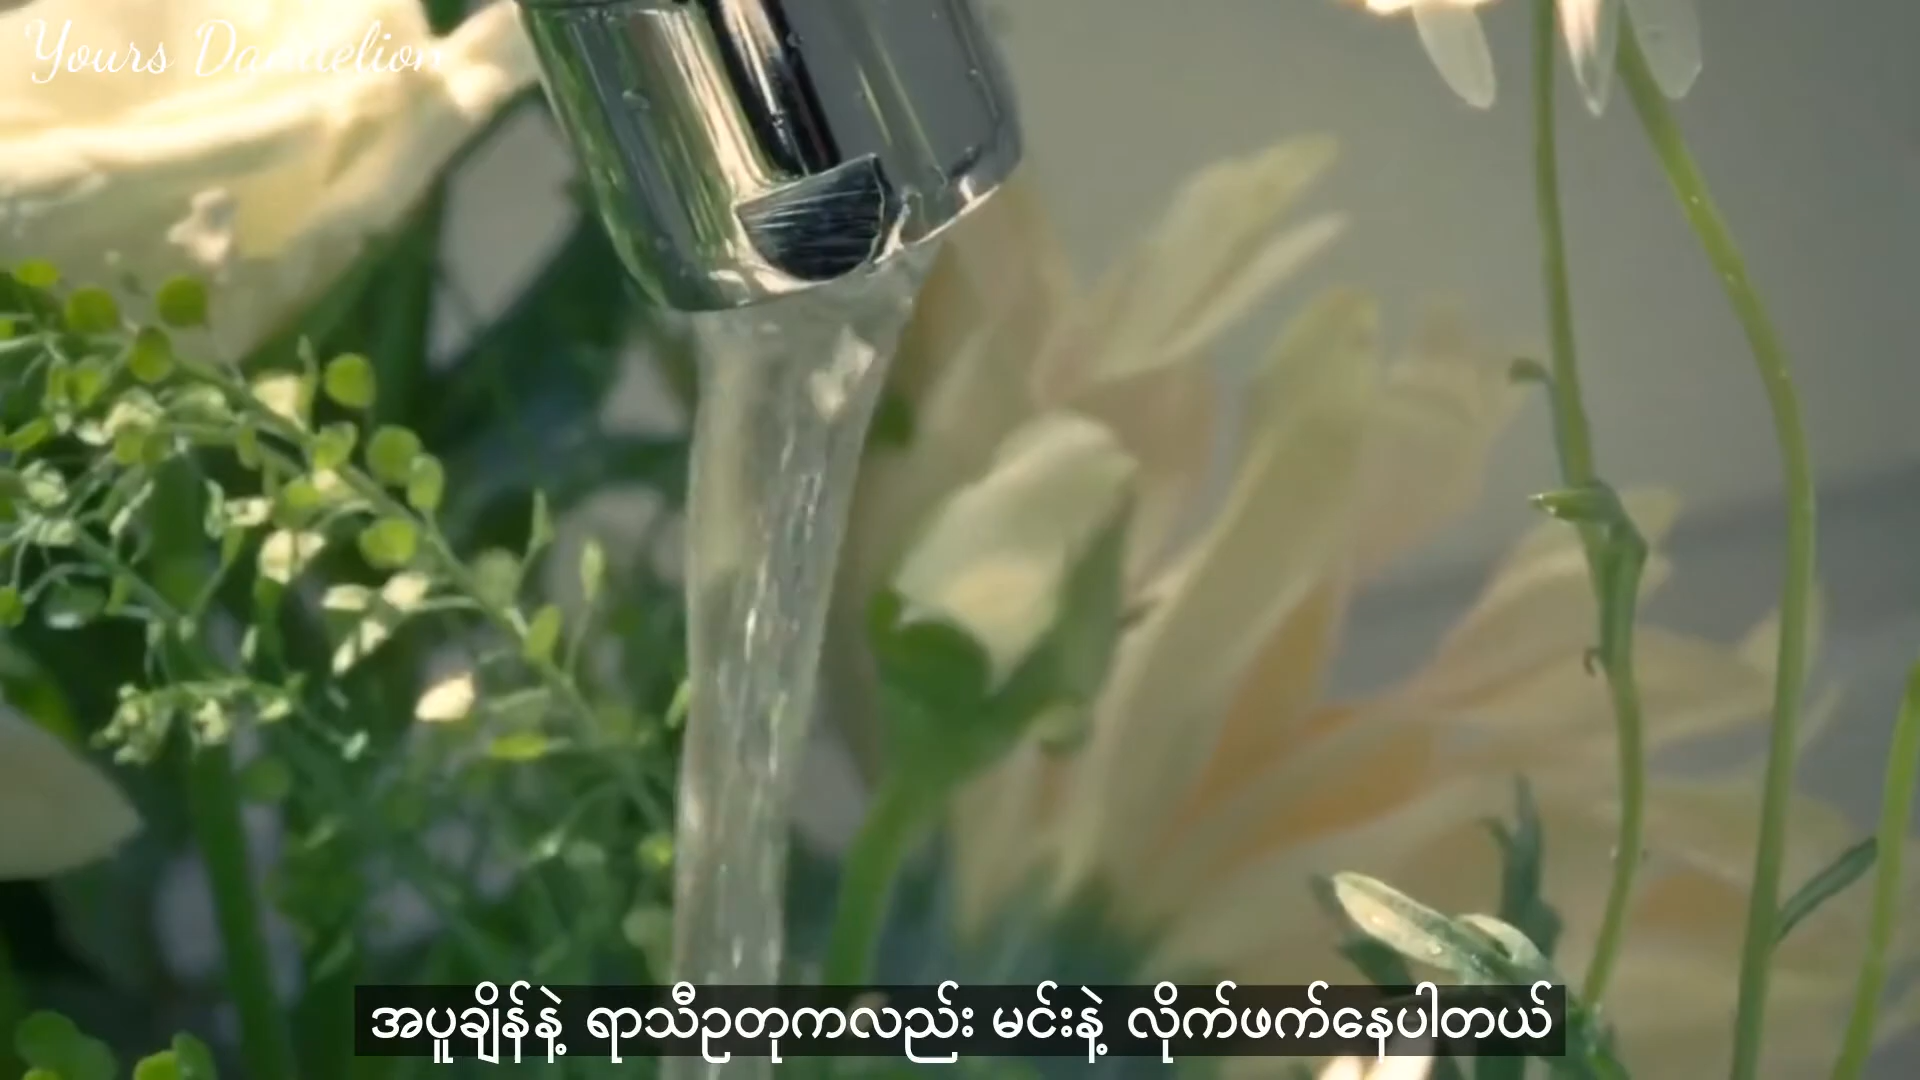 Yours Dandelion
အပူချိန်နဲ့ ရာသီဥတုကလည်း မင်းနဲ့ လိုက်ဖက်နေပါတယ်